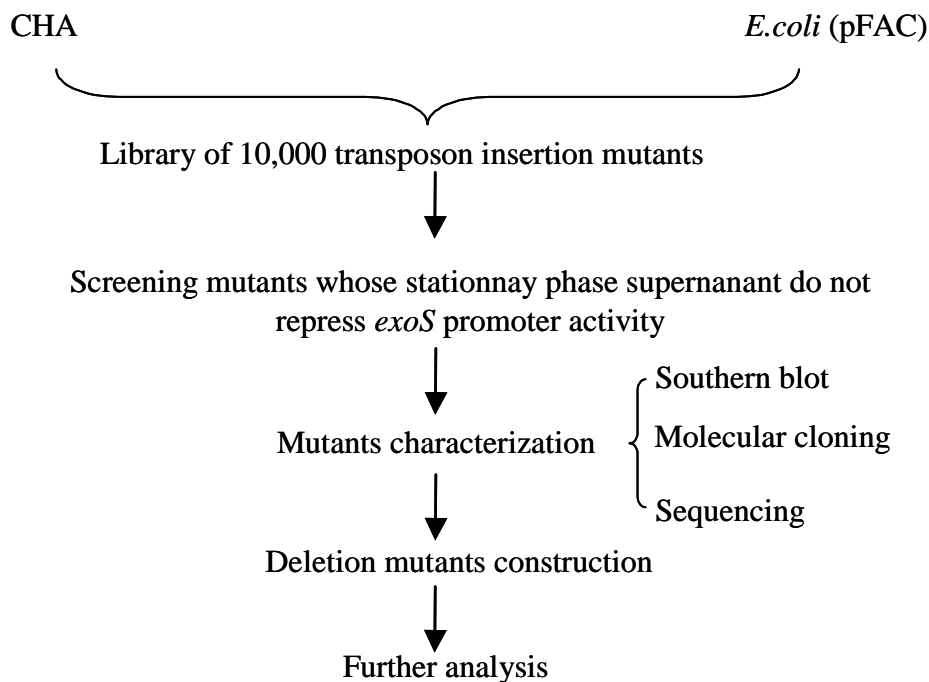 CHA
E.coli (pFAC)
Library of 10,000 transposon insertion mutants
Screening mutants whose stationnay phase supernanant do not
repress exoS promoter activity
Mutants characterization
Southern blot
Molecular cloning
Sequencing
Deletion mutants construction
Further analysis